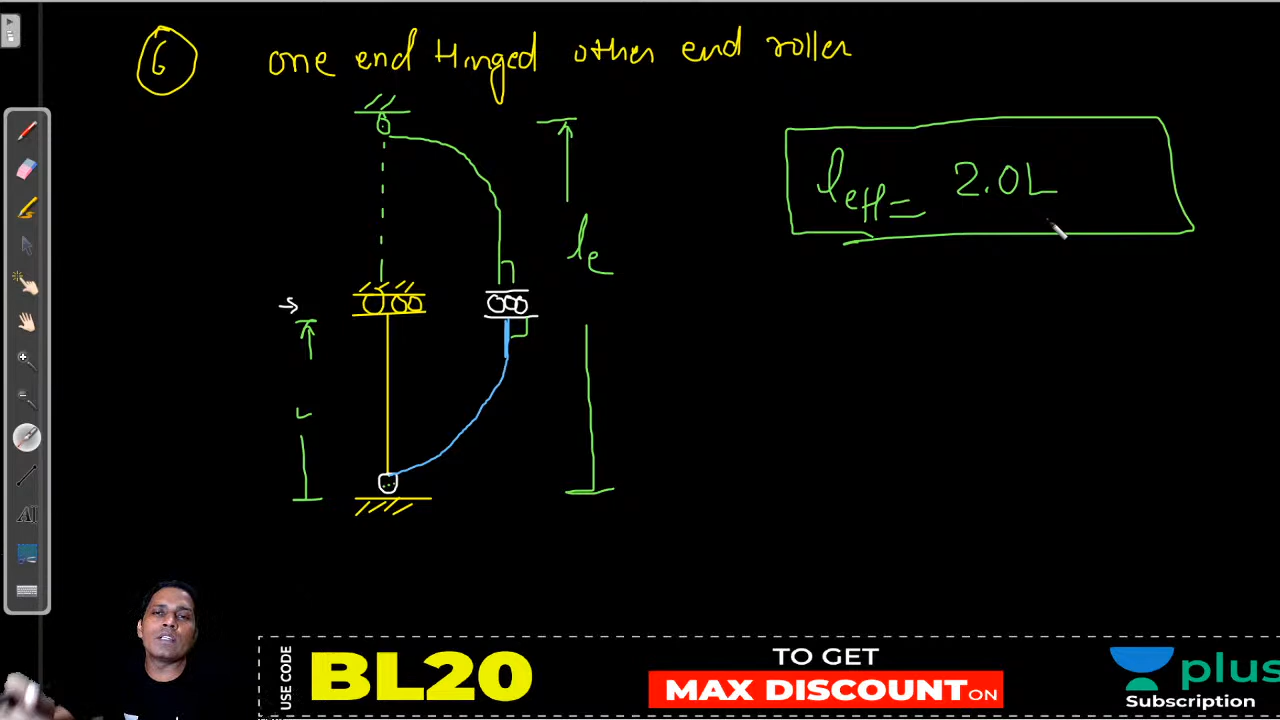 6 one end Hinged other end roller
leff = 2.0L
le
L
A
USE CODE
BL20
TO GET
MAX DISCOUNT ON
plus
Subscription